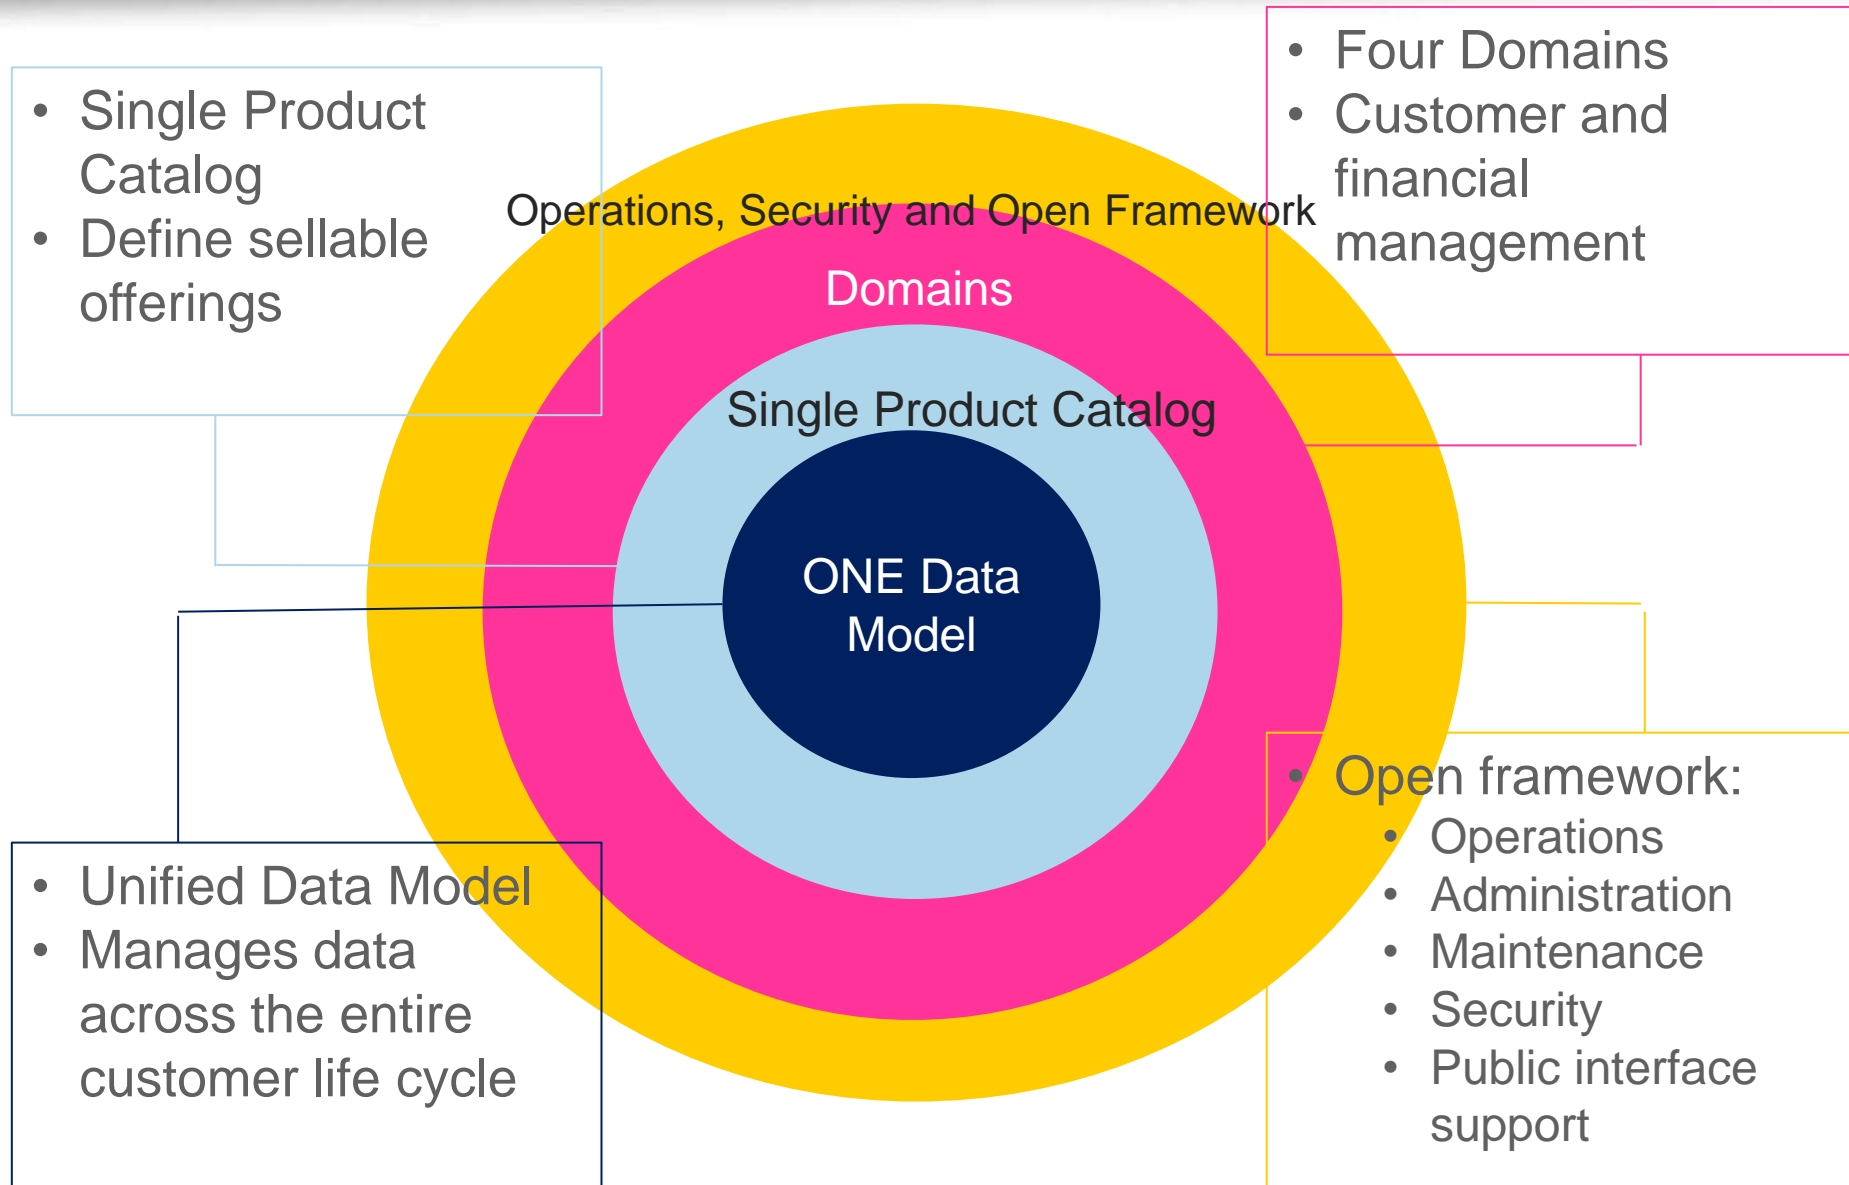 • Single Product
Catalog
• Define sellable
offerings
• Four Domains
• Customer and
financial
management
Operations, Security and Open Framework
Domains
Single Product Catalog
ONE Data
Model
• Unified Data Model
• Manages data
across the entire
customer life cycle
• Open framework:
• Operations
• Administration
• Maintenance
• Security
• Public interface
support